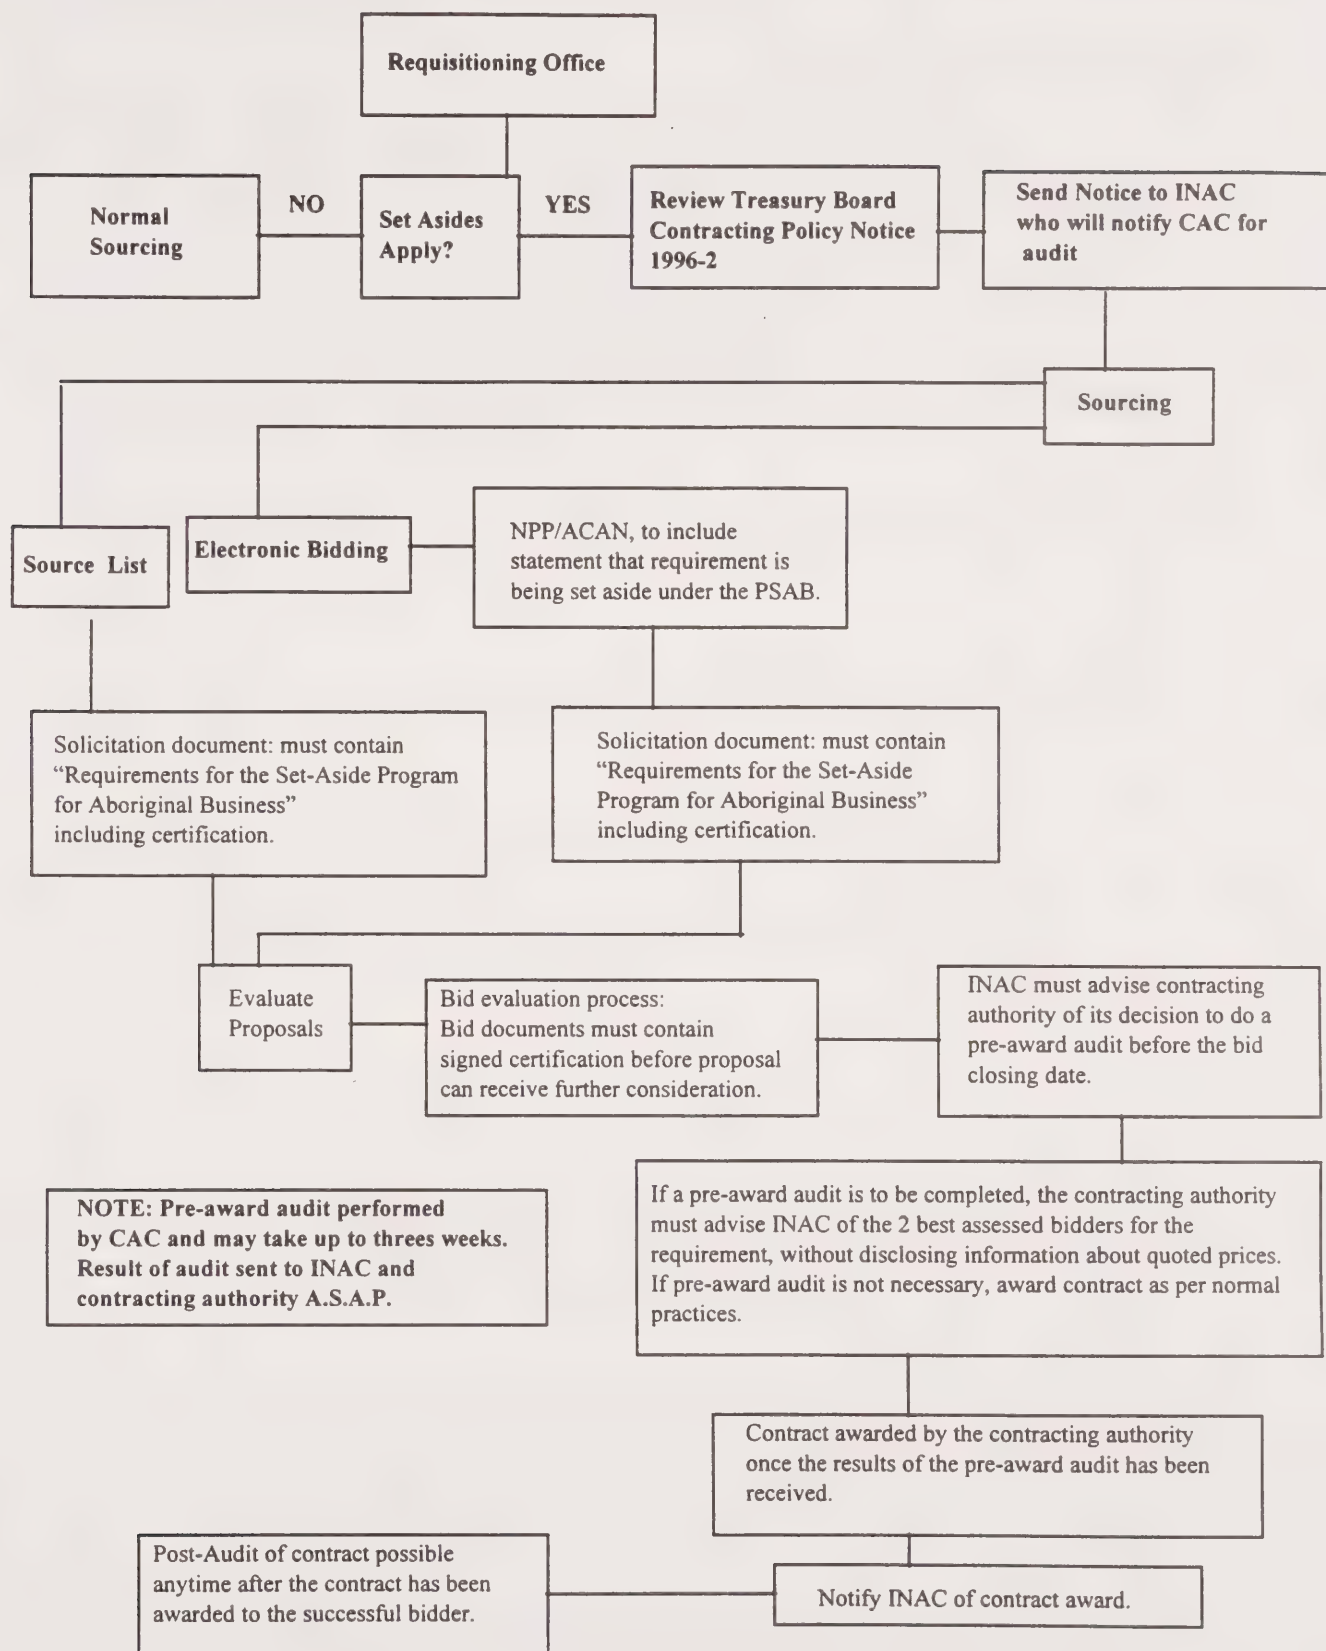 Requisitioning Office
Normal
Sourcing
NO
Set Asides
Apply?
YES
Review Treasury Board
Contracting Policy Notice
1996-2
Send Notice to INAC
who will notify CAC for
audit
Sourcing
Source List
Electronic Bidding
NPP/ACAN, to include
statement that requirement is
being set aside under the PSAB.
Solicitation document: must contain
“Requirements for the Set-Aside Program
for Aboriginal Business”
including certification.
Solicitation document: must contain
“Requirements for the Set-Aside
Program for Aboriginal Business”
including certification.
Evaluate
Proposals
Bid evaluation process:
Bid documents must contain
signed certification before proposal
can receive further consideration.
INAC must advise contracting
authority of its decision to do a
pre-award audit before the bid
closing date.
NOTE: Pre-award audit performed
by CAC and may take up to threes weeks.
Result of audit sent to INAC and
contracting authority A.S.A.P.
If a pre-award audit is to be completed, the contracting authority
must advise INAC of the 2 best assessed bidders for the
requirement, without disclosing information about quoted prices.
If pre-award audit is not necessary, award contract as per normal
practices.
Contract awarded by the contracting authority
once the results of the pre-award audit has been
received.
Post-Audit of contract possible
anytime after the contract has been
awarded to the successful bidder.
Notify INAC of contract award.